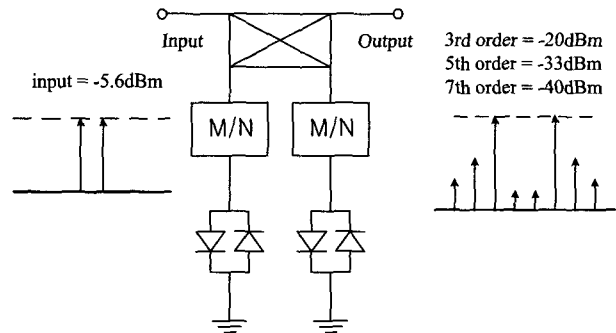 Input
Output
3rd order = -20dBm
5th order = -33dBm
7th order = -40dBm
input = -5.6dBm
M/N
M/N